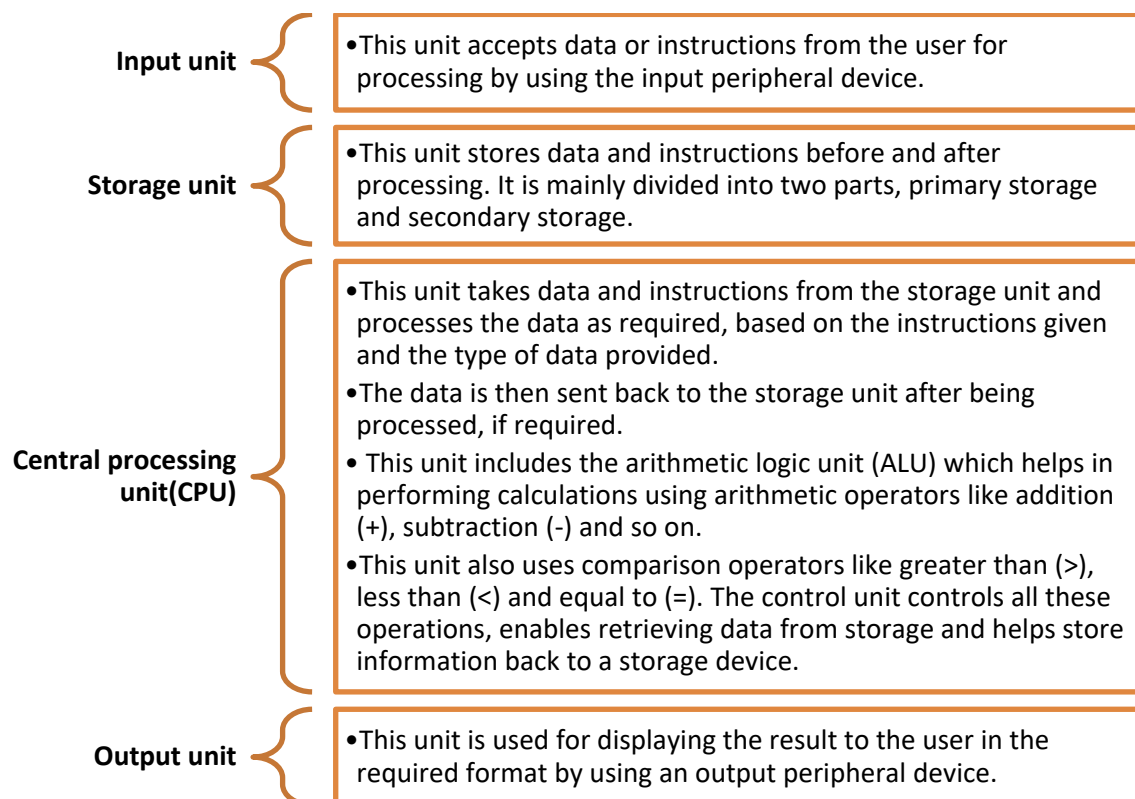 Input unit
•This unit accepts data or instructions from the user for
processing by using the input peripheral device.
Storage unit
•This unit stores data and instructions before and after
processing. It is mainly divided into two parts, primary storage
and secondary storage.
Central processing
unit(CPU)
•This unit takes data and instructions from the storage unit and
processes the data as required, based on the instructions given
and the type of data provided.
•The data is then sent back to the storage unit after being
processed, if required.
• This unit includes the arithmetic logic unit (ALU) which helps in
performing calculations using arithmetic operators like addition
(+), subtraction (-) and so on.
•This unit also uses comparison operators like greater than (>),
less than (<) and equal to (=). The control unit controls all these
operations, enables retrieving data from storage and helps store
information back to a storage device.
Output unit
•This unit is used for displaying the result to the user in the
required format by using an output peripheral device.